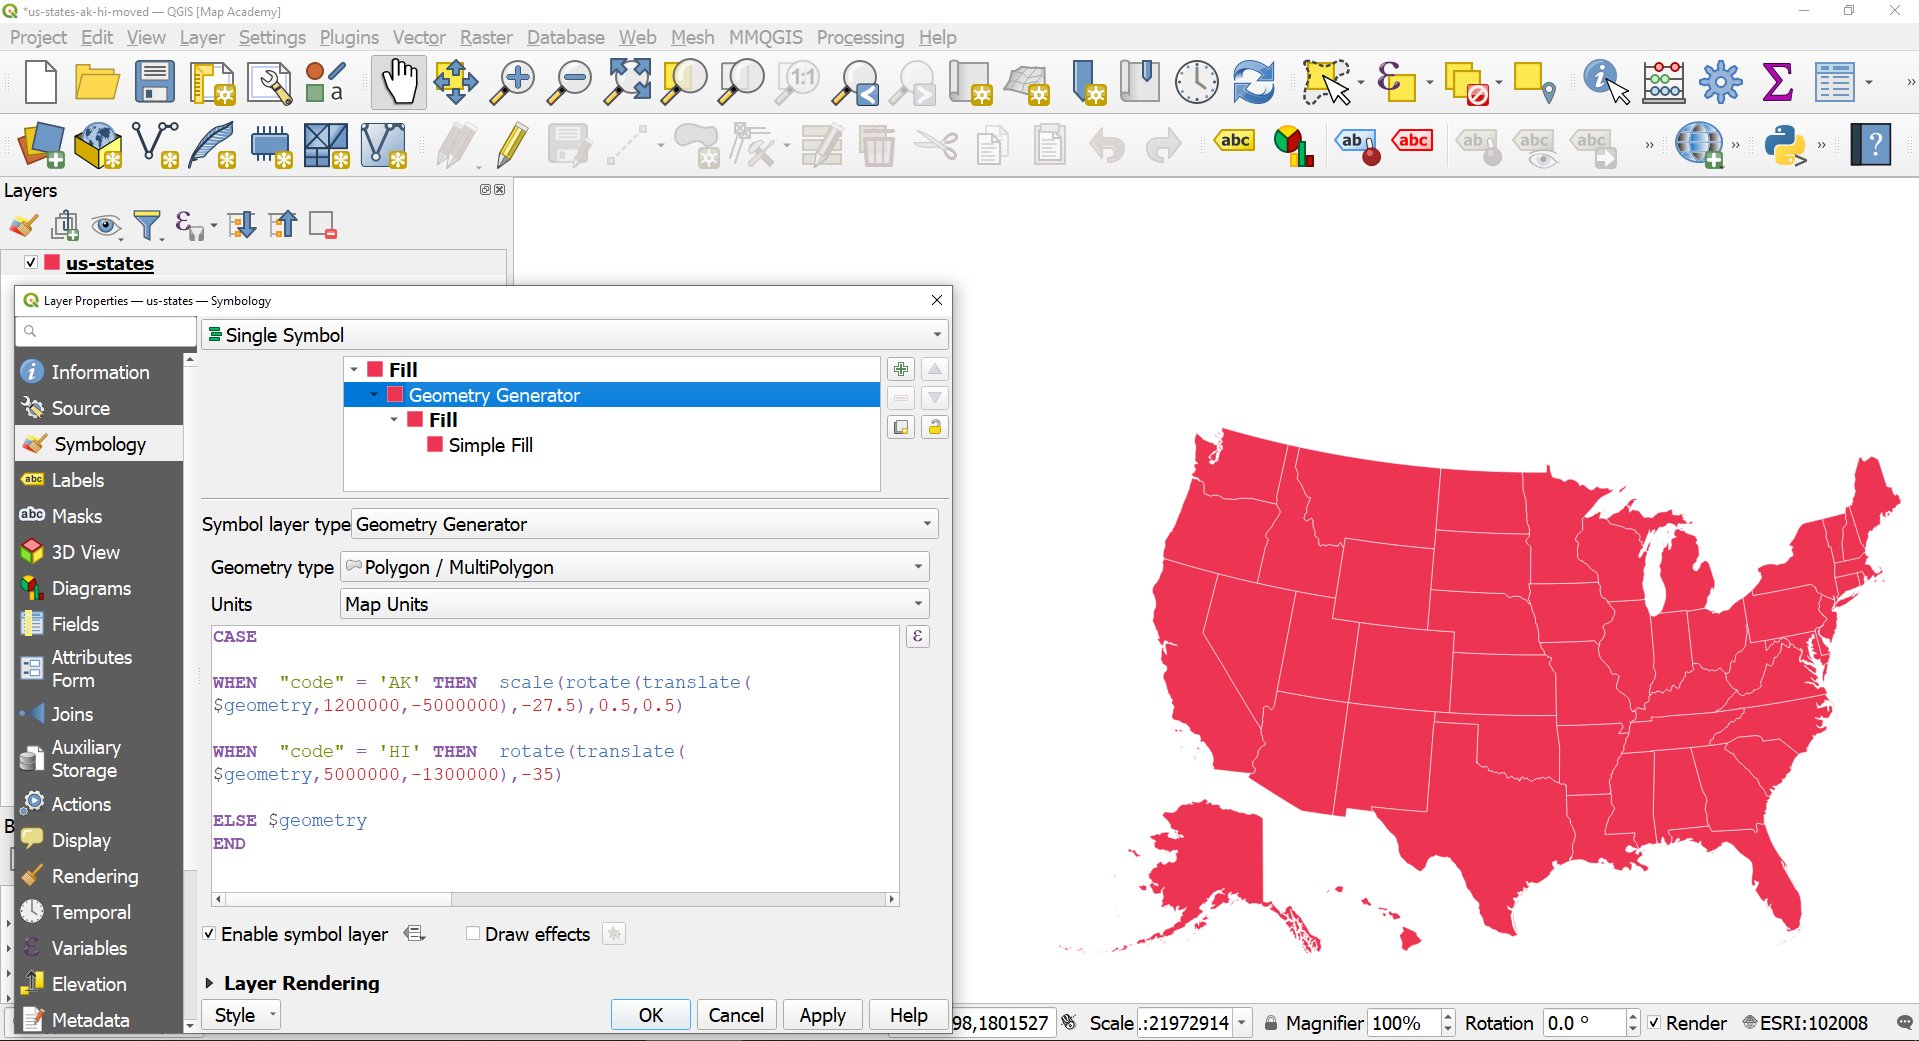 *us-states-ak-hi-moved — QGIS [Map Academy]
Project Edit View Layer Settings Plugins Vector Raster Database Web Mesh MMQGIS Processing Help
a
1:1
abc ab abc ab abc abc
Layers
us-states
Layer Properties — us-states — Symbology
Single Symbol
Information
Source
Symbology
abc Labels
abc Masks
3D View
Diagrams
Fields
Attributes
Form
Joins
Auxiliary
Storage
Actions
Display
Rendering
Temporal
Variables
Elevation
Metadata
Fill
Geometry Generator
Fill
Simple Fill
Symbol layer type Geometry Generator
Geometry type Polygon / MultiPolygon
Units Map Units
CASE
WHEN "code" = 'AK' THEN scale(rotate(translate(
$geometry,1200000,-5000000),-27.5),0.5,0.5)
WHEN "code" = 'HI' THEN rotate(translate(
$geometry,5000000,-1300000),-35)
ELSE $geometry
END
ε
Enable symbol layer Draw effects
Layer Rendering
Style OK Cancel Apply Help
98,1801527 Scale .:21972914 Magnifier 100% Rotation 0.0 ° Render ESRI:102008